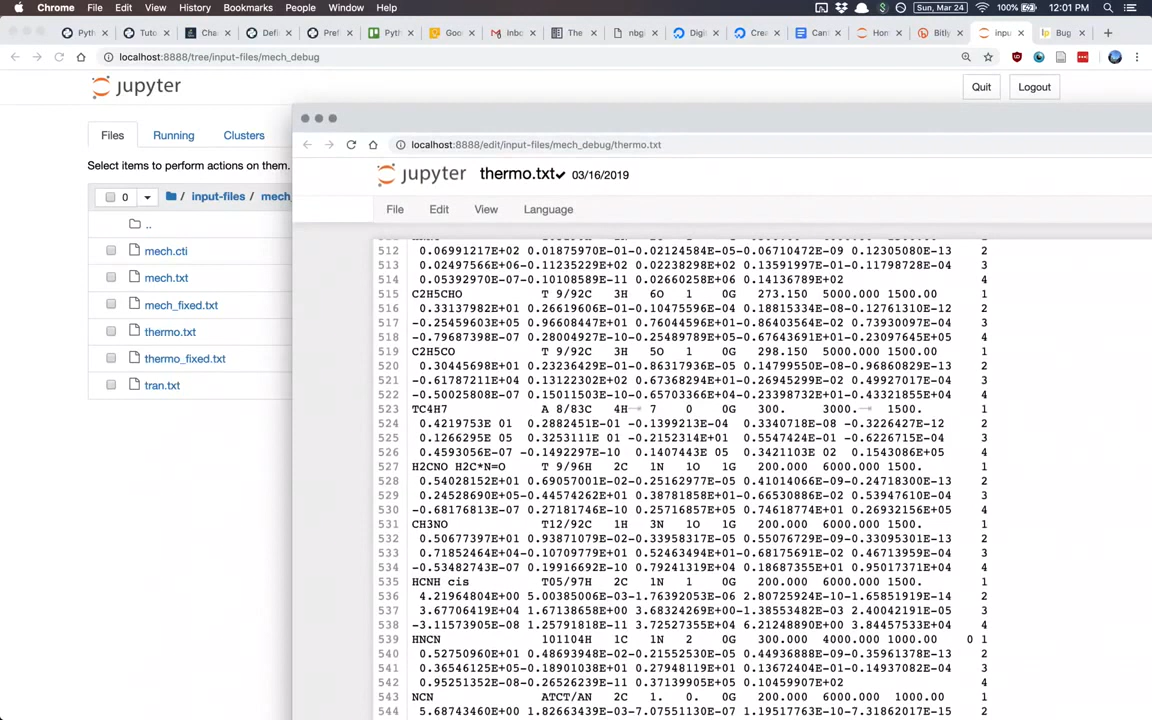 Chrome File Edit View History Bookmarks People Window Help Sun, Mar 24 100% 12:01 PM
Pyth Tuto Cha Defi Pref Pyth Goo Inbo The nbg Digi Crea Can Hon Bitly inpu Bug
localhost:8888/tree/input-files/mech_debug
jupyter Quit Logout
Files Running Clusters
Select items to perform actions on them.
0 / input-files / mech_
..
mech.cti
mech.txt
mech_fixed.txt
thermo.txt
thermo_fixed.txt
tran.txt
localhost:8888/edit/input-files/mech_debug/thermo.txt
jupyter thermo.txt 03/16/2019
File Edit View Language
512 0.06991217E+02 0.01875970E-01-0.02124584E-05-0.06710472E-09 0.12305080E-13 2
513 0.02497566E+06-0.11235229E+02 0.02238298E+02 0.13591997E-01-0.11798728E-04 3
514 0.05392970E-07-0.10108589E-11 0.02660258E+06 0.14136789E+02 4
515 C2H5CHO T 9/92C 3H 6O 1 0G 273.150 5000.000 1500.00 1
516 0.33137982E+01 0.26619606E-01-0.10475596E-04 0.18815334E-08-0.12761310E-12 2
517 -0.25459603E+05 0.96608447E+01 0.76044596E+01-0.86403564E-02 0.73930097E-04 3
518 -0.79687398E-07 0.28004927E-10-0.25489789E+05-0.67643691E+01-0.23097645E+05 4
519 C2H5CO T 9/92C 3H 5O 1 0G 298.150 5000.000 1500.00 1
520 0.30445698E+01 0.23236429E-01-0.86317936E-05 0.14799550E-08-0.96860829E-13 2
521 -0.61787211E+04 0.13122302E+02 0.67368294E+01-0.26945299E-02 0.49927017E-04 3
522 -0.50025808E-07 0.15011503E-10-0.65703366E+04-0.23398732E+01-0.43321855E+04 4
523 TC4H7 A 8/83C 4H 7 0 0G 300. 3000. 1500. 1
524 0.4219753E 01 0.2882451E-01 -0.1399213E-04 0.3340718E-08 -0.3226427E-12 2
525 0.1266295E 05 0.3253111E 01 -0.2152314E+01 0.5547424E-01 -0.6226715E-04 3
526 0.4593056E-07 -0.1492297E-10 0.1407443E 05 0.3421103E 02 0.1543086E+05 4
527 H2CNO H2C*N=O T 9/96H 2C 1N 1O 1G 200.000 6000.000 1500. 1
528 0.54028152E+01 0.69057001E-02-0.25162977E-05 0.41014066E-09-0.24718300E-13 2
529 0.24528690E+05-0.44574262E+01 0.38781858E+01-0.66530886E-02 0.53947610E-04 3
530 -0.68176813E-07 0.27181746E-10 0.25716857E+05 0.74618774E+01 0.26932156E+05 4
531 CH3NO T12/92C 1H 3N 1O 1G 200.000 6000.000 1500. 1
532 0.50677397E+01 0.93871079E-02-0.33958317E-05 0.55076729E-09-0.33095301E-13 2
533 0.71852464E+04-0.10709779E+01 0.52463494E+01-0.68175691E-02 0.46713959E-04 3
534 -0.53482743E-07 0.19916692E-10 0.79241319E+04 0.18687355E+01 0.95017371E+04 4
535 HCNH cis T05/97H 2C 1N 1 0G 200.000 6000.000 1500. 1
536 4.21964804E+00 5.00385006E-03-1.76392053E-06 2.80725924E-10-1.65851919E-14 2
537 3.67706419E+04 1.67138658E+00 3.68324269E+00-1.38553482E-03 2.40042191E-05 3
538 -3.11573905E-08 1.25791818E-11 3.72527355E+04 6.21248890E+00 3.84457533E+04 4
539 HNCN 101104H 1C 1N 2 0G 300.000 4000.000 1000.00 0 1
540 0.52750960E+01 0.48693948E-02-0.21552530E-05 0.44936888E-09-0.35961378E-13 2
541 0.36546125E+05-0.18901038E+01 0.27948119E+01 0.13672404E-01-0.14937082E-04 3
542 0.95251352E-08-0.26526239E-11 0.37139905E+05 0.10459907E+02 4
543 NCN ATCT/AN 2C 1. 0. 0G 200.000 6000.000 1000.00 1
544 5.68743460E+00 1.82663439E-03-7.07551130E-07 1.19517763E-10-7.31862017E-15 2